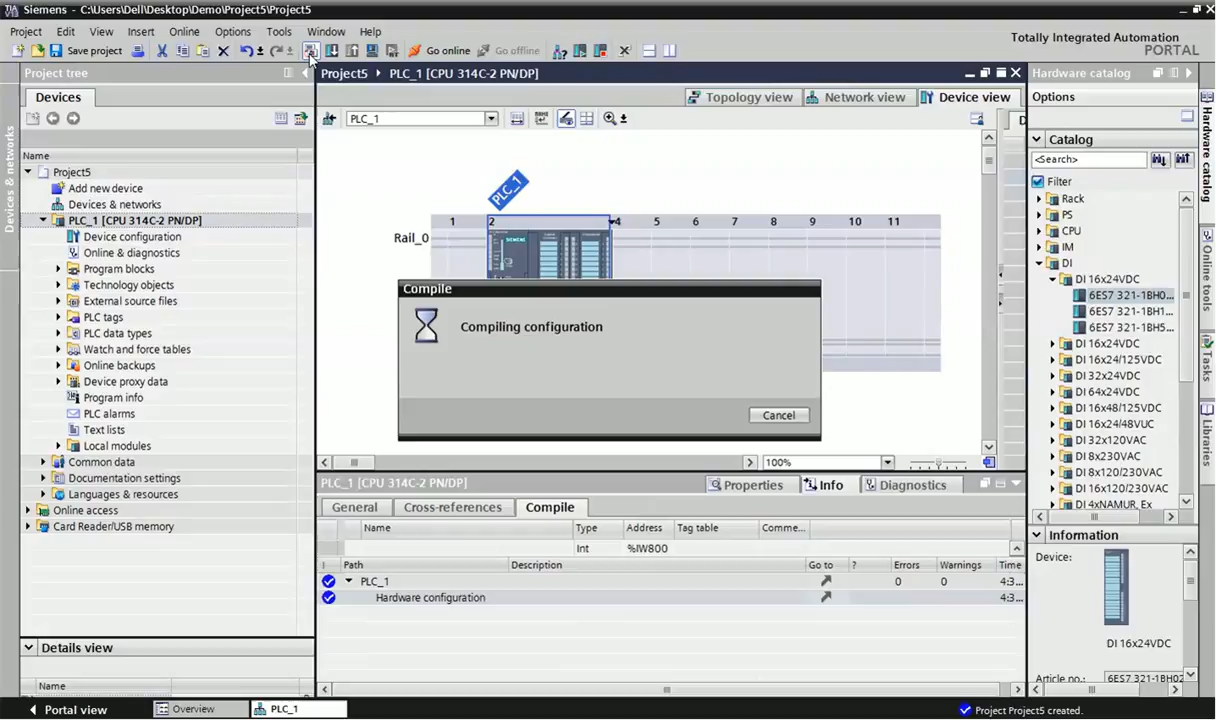 Siemens - C:\Users\Dell\Desktop\Demo\Project5\Project5
Project Edit View Insert Online Options Tools Window Help
Save project
Go online
Go offline
Totally Integrated Automation
PORTAL
Project tree
Devices
Devices & networks
Name
Project5
Add new device
Devices & networks
PLC_1 [CPU 314C-2 PN/DP]
Device configuration
Online & diagnostics
Program blocks
Technology objects
External source files
PLC tags
PLC data types
Watch and force tables
Online backups
Device proxy data
Program info
PLC alarms
Text lists
Local modules
Common data
Documentation settings
Languages & resources
Online access
Card Reader/USB memory
Details view
Name
Project5 PLC_1 [CPU 314C-2 PN/DP]
Topology view
Network view
Device view
PLC_1
PLC_1
1 2 4 5 6 7 8 9 10 11
Rail_0
SIEMENS
Compile
Compiling configuration
Cancel
100%
PLC_1 [CPU 314C-2 PN/DP]
Properties
Info
Diagnostics
General
Cross-references
Compile
Name Type Address Tag table Comme...
Int %IW800
! Path Description Go to ? Errors Warnings Time
PLC_1 0 0 4:3...
Hardware configuration 4:3...
Hardware catalog
Options
Catalog
<Search>
Filter
Rack
PS
CPU
IM
DI
DI 16x24VDC
6ES7 321-1BH0...
6ES7 321-1BH1...
6ES7 321-1BH5...
DI 16x24VDC
DI 16x24/125VDC
DI 32x24VDC
DI 64x24VDC
DI 16x48/125VDC
DI 16x24/48VUC
DI 32x120VAC
DI 8x230VAC
DI 8x120/230VAC
DI 16x120/230VAC
DI 4xNAMUR, Ex
Information
Device:
DI 16x24VDC
Article no.: 6ES7 321-1BH02
Hardware catalog
Online tools
Tasks
Libraries
Portal view
Overview
PLC_1
Project Project5 created.